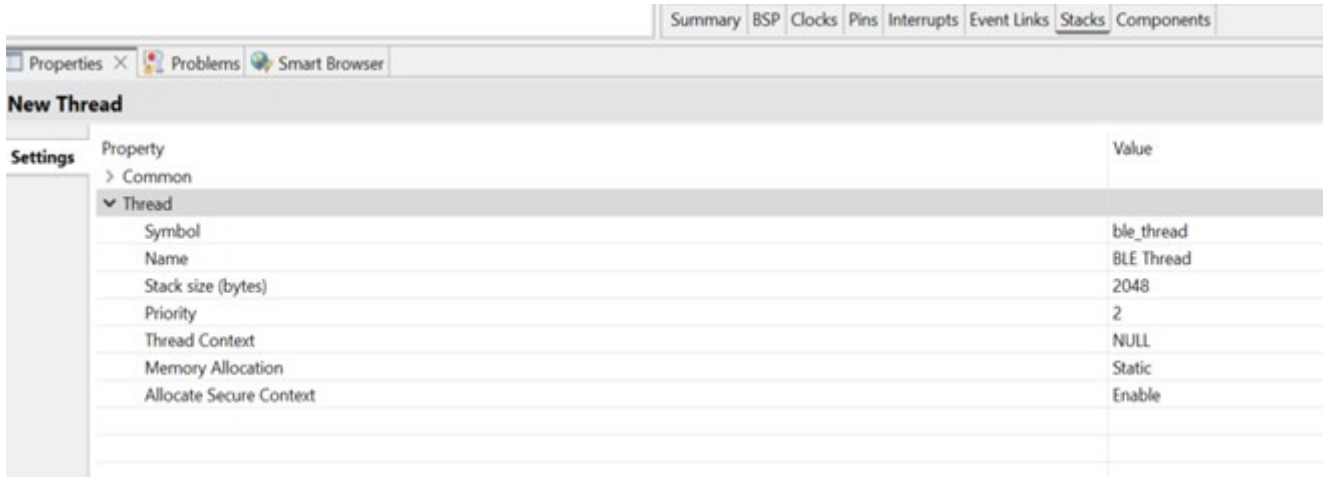 Summary BSP Clocks Pins Interrupts Event Links Stacks Components
Properties Problems Smart Browser
New Thread
Settings
Property Value
Common
Thread
Symbol ble_thread
Name BLE Thread
Stack size (bytes) 2048
Priority 2
Thread Context NULL
Memory Allocation Static
Allocate Secure Context Enable